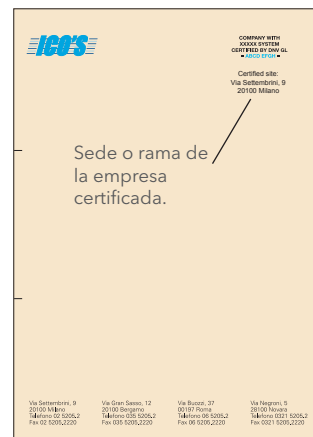 ICO'S
COMPANY WITH
XXXXX SYSTEM
CERTIFIED BY DNV GL
ABCD EFGH
Certified site:
Via Settembrini, 9
20100 Milano
Sede o rama de
la empresa
certificada.
Via Settembrini, 9
20100 Milano
Telefono 02 5205.2
Fax 02 5205.2220
Via Gran Sasso, 12
20100 Bergamo
Telefono 035 5205.2
Fax 035 5205.2220
Via Buozzi, 37
00197 Roma
Telefono 06 5205.2
Fax 06 5205.2220
Via Negroni, 5
28100 Novara
Telefono 0321 5205.2
Fax 0321 5205.2220